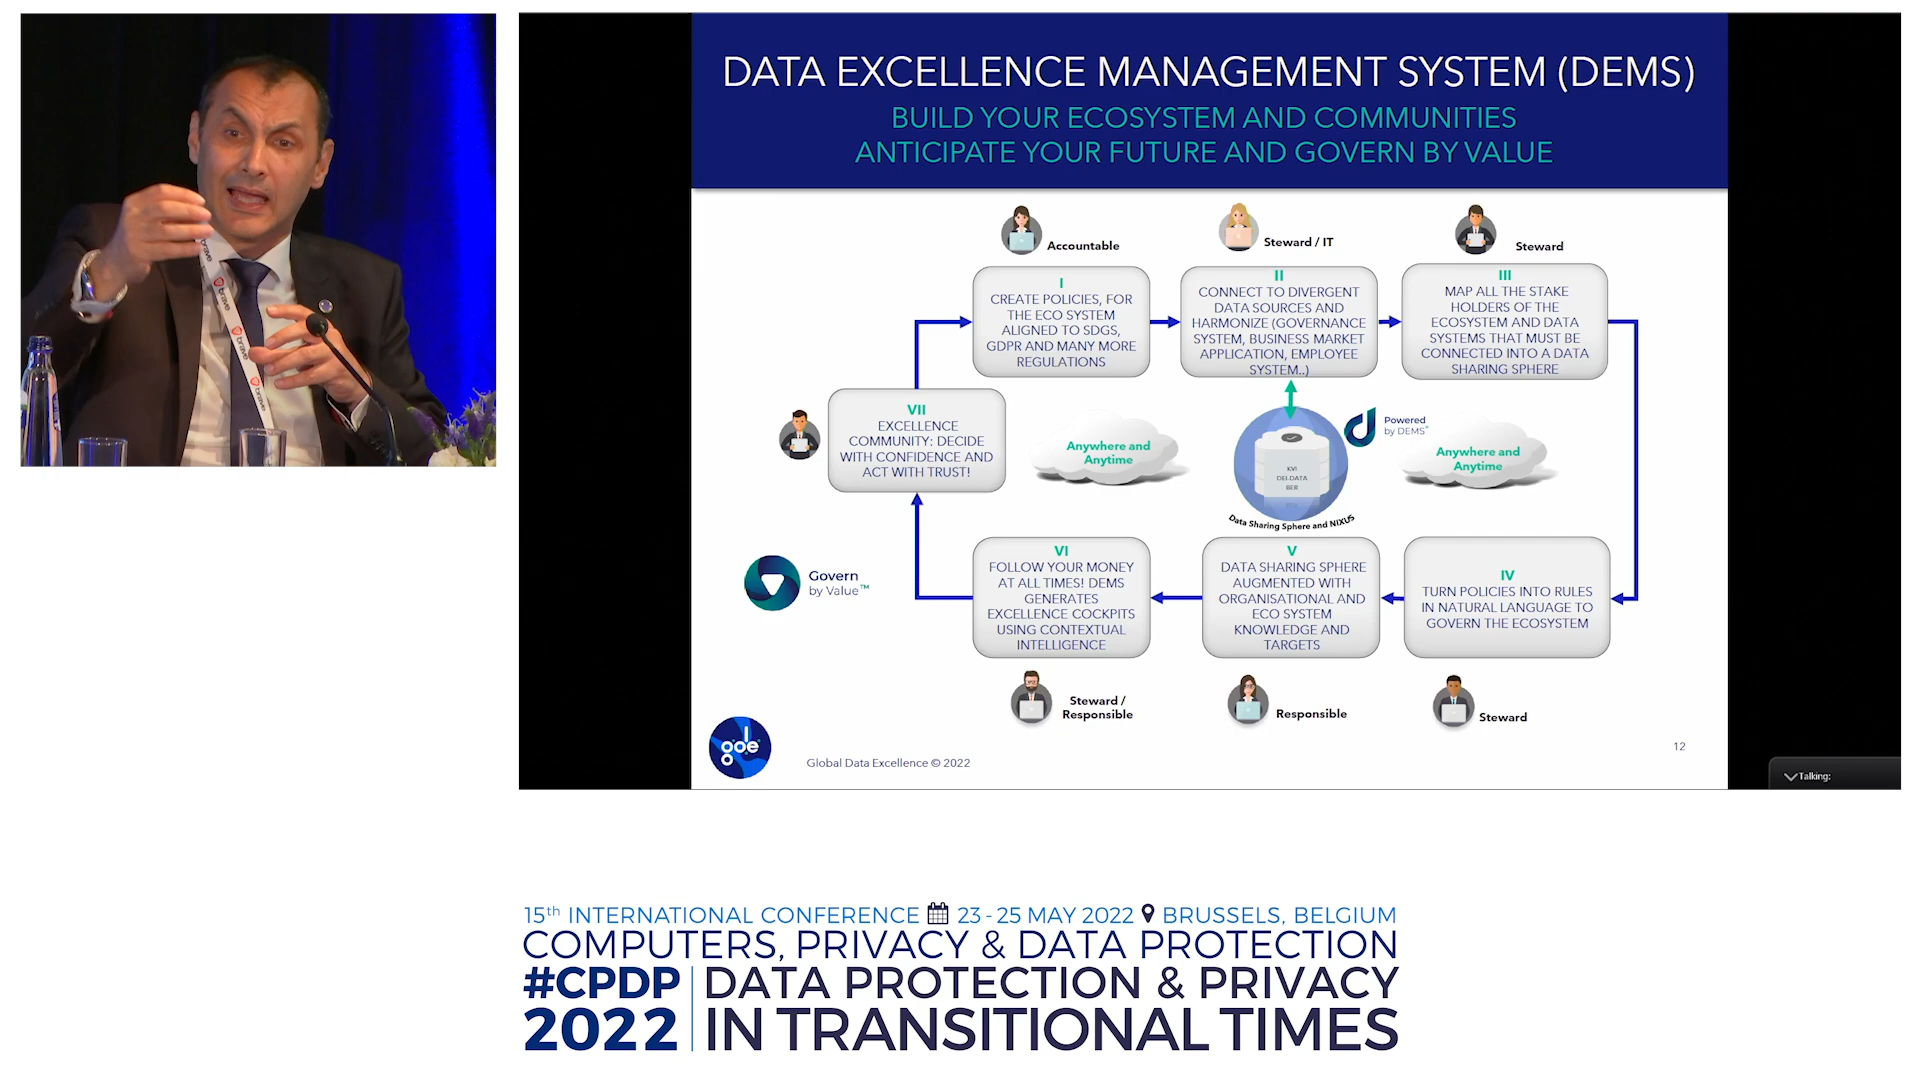 DATA EXCELLENCE MANAGEMENT SYSTEM (DEMS)
BUILD YOUR ECOSYSTEM AND COMMUNITIES
ANTICIPATE YOUR FUTURE AND GOVERN BY VALUE
Accountable
Steward / IT
Steward
I
CREATE POLICIES, FOR
THE ECO SYSTEM
ALIGNED TO SDGS,
GDPR AND MANY MORE
REGULATIONS
II
CONNECT TO DIVERGENT
DATA SOURCES AND
HARMONIZE (GOVERNANCE
SYSTEM, BUSINESS MARKET
APPLICATION, EMPLOYEE
SYSTEM..)
III
MAP ALL THE STAKE
HOLDERS OF THE
ECOSYSTEM AND DATA
SYSTEMS THAT MUST BE
CONNECTED INTO A DATA
SHARING SPHERE
VII
EXCELLENCE
COMMUNITY: DECIDE
WITH CONFIDENCE AND
ACT WITH TRUST!
Anywhere and
Anytime
KVI
DEI-DATA
BER
Data Sharing Sphere and NIXUS
Powered
by DEMS
Anywhere and
Anytime
Govern
by Value™
VI
FOLLOW YOUR MONEY
AT ALL TIMES! DEMS
GENERATES
EXCELLENCE COCKPITS
USING CONTEXTUAL
INTELLIGENCE
V
DATA SHARING SPHERE
AUGMENTED WITH
ORGANISATIONAL AND
ECO SYSTEM
KNOWLEDGE AND
TARGETS
IV
TURN POLICIES INTO RULES
IN NATURAL LANGUAGE TO
GOVERN THE ECOSYSTEM
Steward /
Responsible
Responsible
Steward
Global Data Excellence © 2022
12
Talking:
brave
brave
brave
15th INTERNATIONAL CONFERENCE 23 - 25 MAY 2022 BRUSSELS, BELGIUM
COMPUTERS, PRIVACY & DATA PROTECTION
#CPDP DATA PROTECTION & PRIVACY
2022 IN TRANSITIONAL TIMES